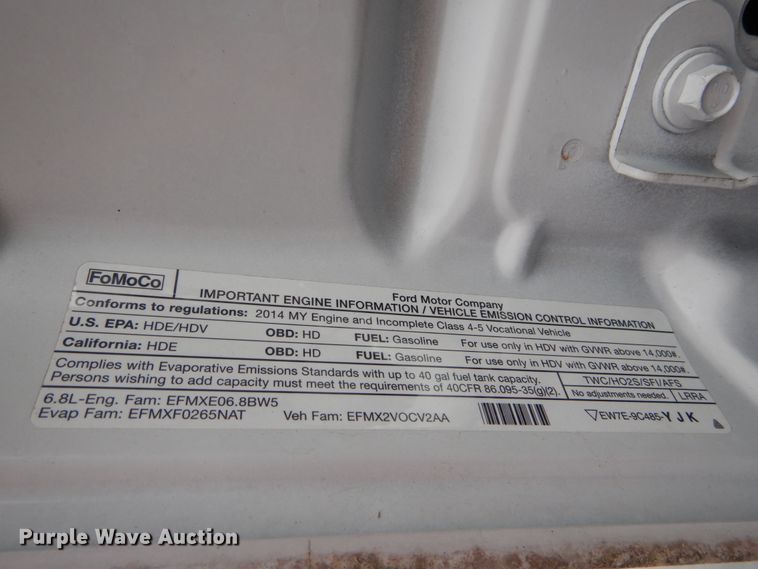 FoMoCo
Ford Motor Company
IMPORTANT ENGINE INFORMATION / VEHICLE EMISSION CONTROL INFORMATION
Conforms to regulations: 2014 MY Engine and Incomplete Class 4-5 Vocational Vehicle
U.S. EPA: HDE/HDV OBD: HD FUEL: Gasoline For use only in HDV with GVWR above 14,000#.
California: HDE OBD: HD FUEL: Gasoline For use only in HDV with GVWR above 14,000#.
Complies with Evaporative Emissions Standards with up to 40 gal fuel tank capacity.
Persons wishing to add capacity must meet the requirements of 40CFR 86.095-35(g)(2).
TWC/HO2S/SFI/AFS
No adjustments needed. LRRA
6.8L-Eng. Fam: EFMXE06.8BW5
Evap Fam: EFMXF0265NAT Veh Fam: EFMX2VOCV2AA
EW7E-9C485-YJK
Purple Wave Auction